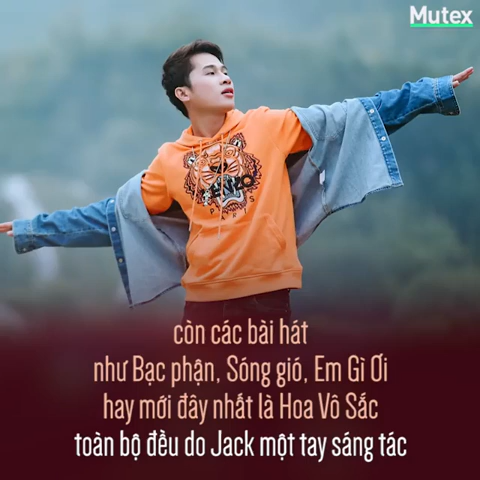 Mutex
KENZO
PARIS
còn các bài hát
như Bạc phận, Sóng gió, Em Gì Ơi
hay mới đây nhất là Hoa Vô Sắc
toàn bộ đều do Jack một tay sáng tác